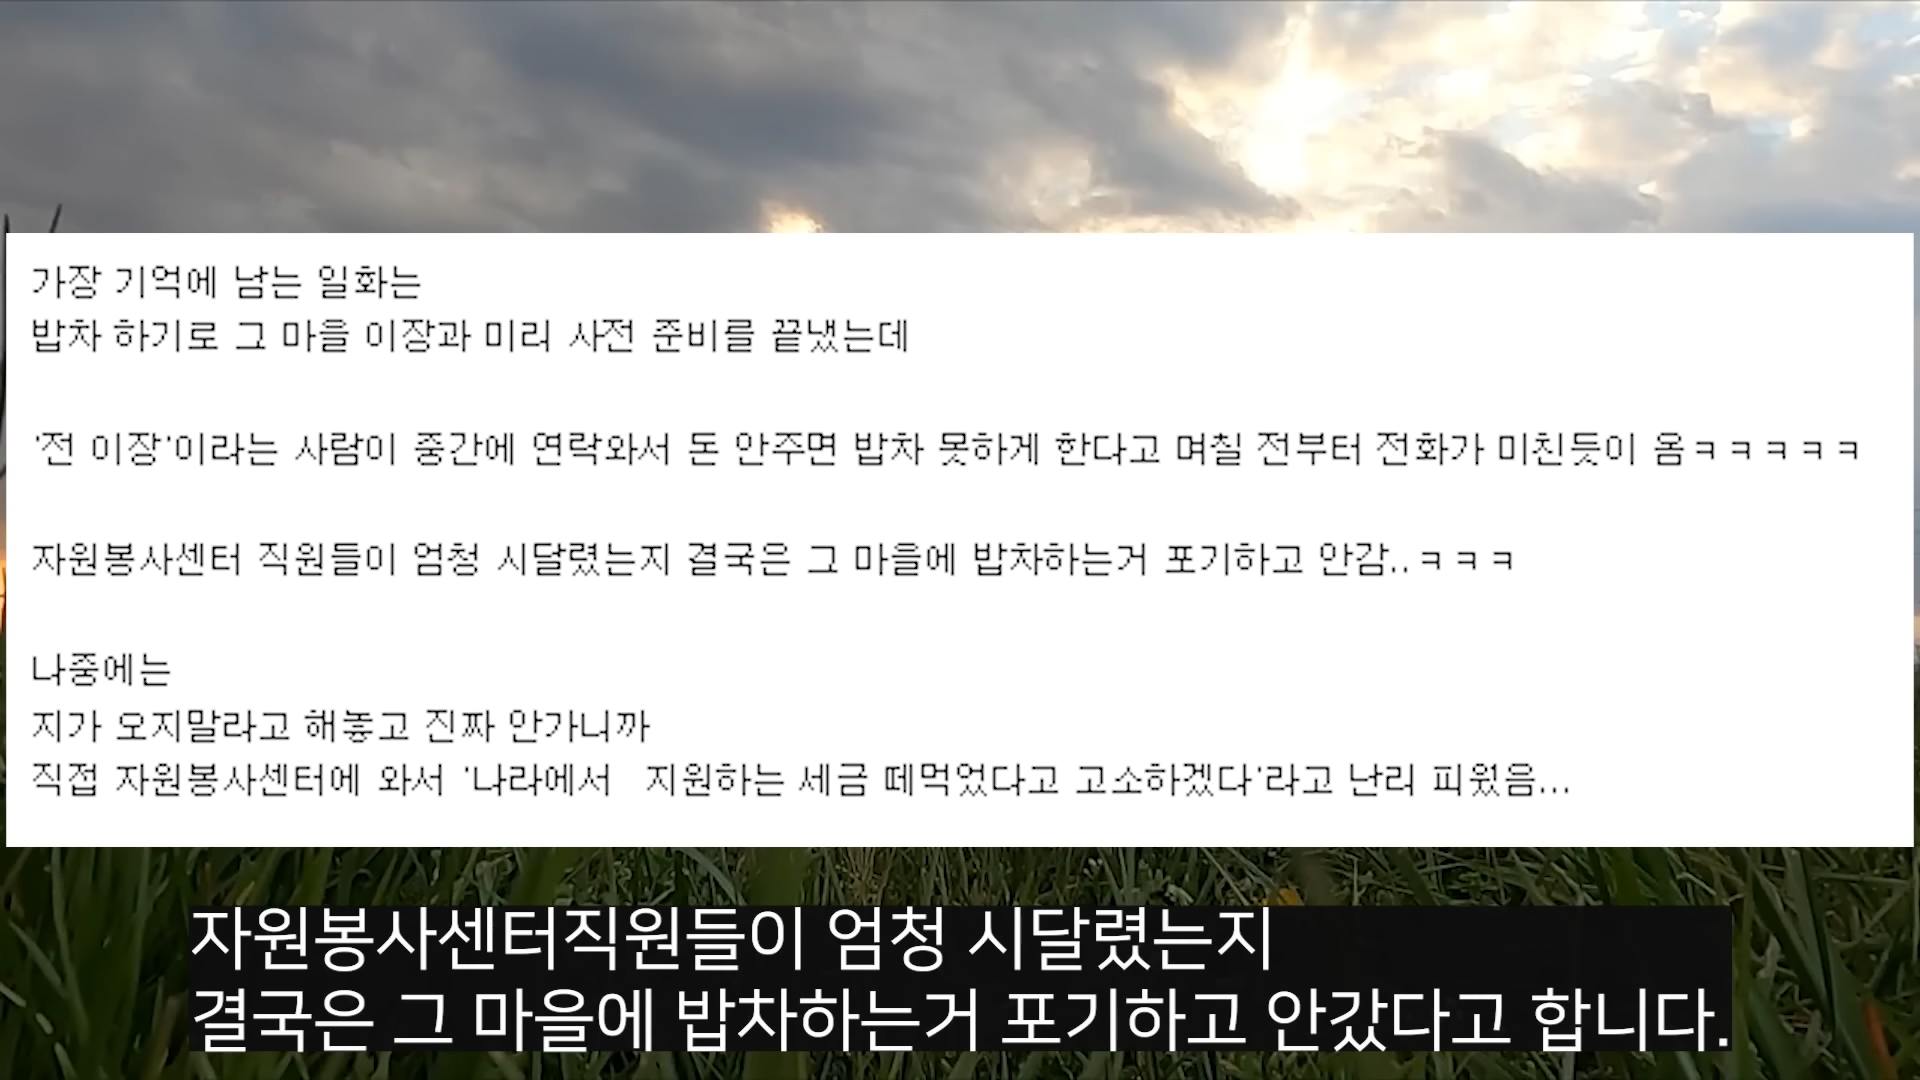 가장 기억에 남는 일화는
밥차 하기로 그 마을 이장과 미리 사전 준비를 끝냈는데
'전 이장'이라는 사람이 중간에 연락와서 돈 안주면 밥차 못하게 한다고 며칠 전부터 전화가 미친듯이 옴ㅋㅋㅋㅋㅋ
자원봉사센터 직원들이 엄청 시달렸는지 결국은 그 마을에 밥차하는거 포기하고 안감..ㅋㅋㅋ
나중에는
지가 오지말라고 해놓고 진짜 안가니까
직접 자원봉사센터에 와서 '나라에서 지원하는 세금 떼먹었다고 고소하겠다'라고 난리 피웠음...
자원봉사센터직원들이 엄청 시달렸는지
결국은 그 마을에 밥차하는거 포기하고 안갔다고 합니다.